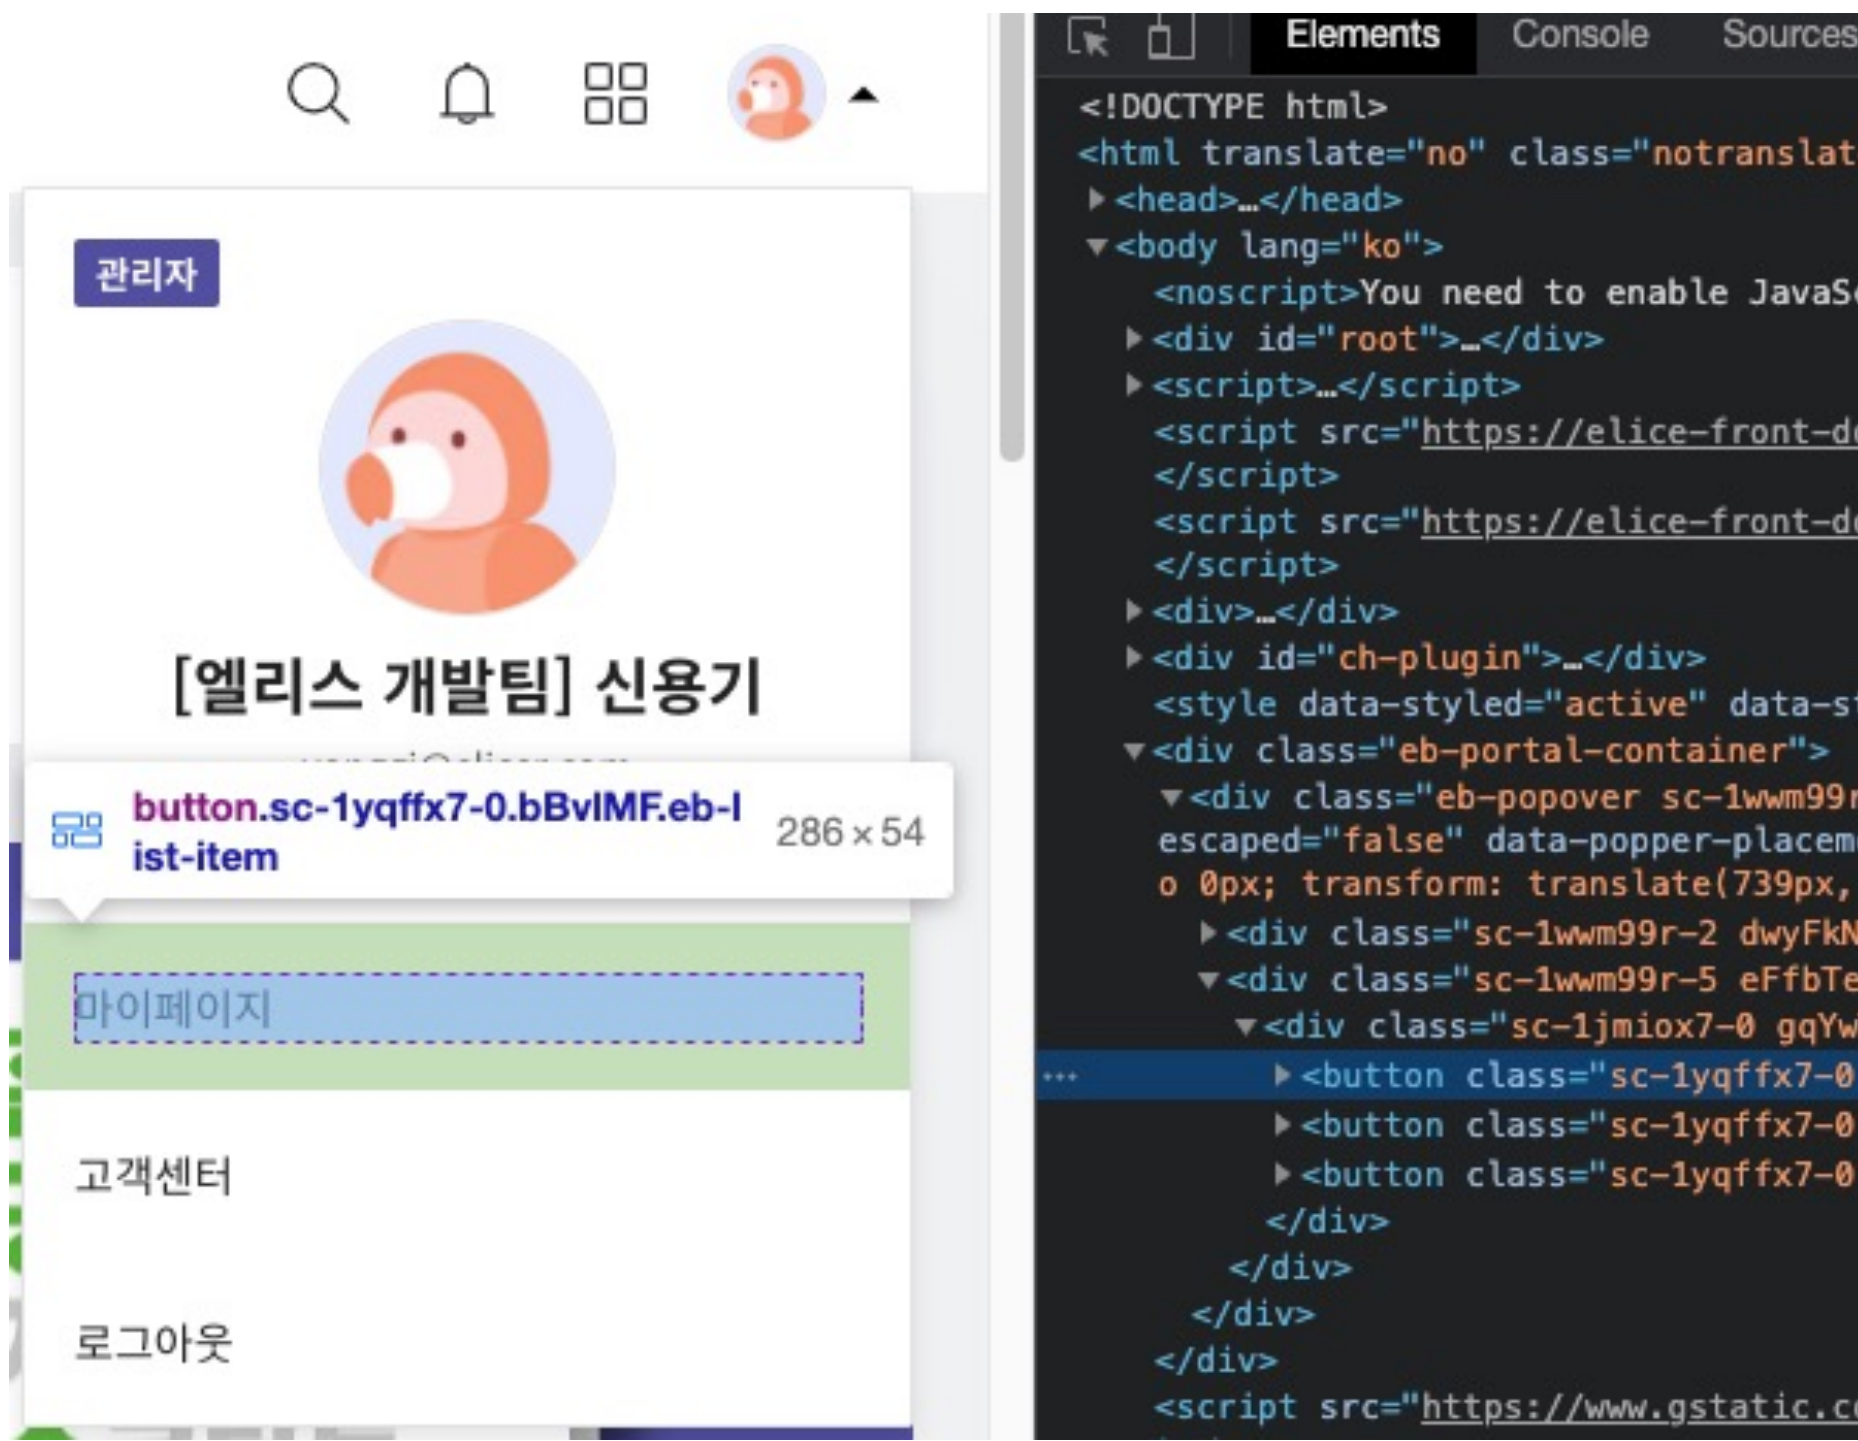 관리자
[엘리스 개발팀] 신용기
button.sc-1yqffx7-0.bBvlMF.eb-l
ist-item
286 × 54
마이페이지
고객센터
로그아웃
Elements Console Sources
<!DOCTYPE html>
<html translate="no" class="notranslat
▶<head>…</head>
▼<body lang="ko">
<noscript>You need to enable JavaSc
▶<div id="root">…</div>
▶<script>…</script>
<script src="https://elice-front-de
</script>
<script src="https://elice-front-de
</script>
▶<div>…</div>
▶<div id="ch-plugin">…</div>
<style data-styled="active" data-st
▼<div class="eb-portal-container">
▼<div class="eb-popover sc-1wwm99r
escaped="false" data-popper-placeme
o 0px; transform: translate(739px,
▶<div class="sc-1wwm99r-2 dwyFkN
▼<div class="sc-1wwm99r-5 eFfbTe
▼<div class="sc-1jmiox7-0 gqYw
… ▶<button class="sc-1yqffx7-0
▶<button class="sc-1yqffx7-0
▶<button class="sc-1yqffx7-0
</div>
</div>
</div>
</div>
<script src="https://www.gstatic.co